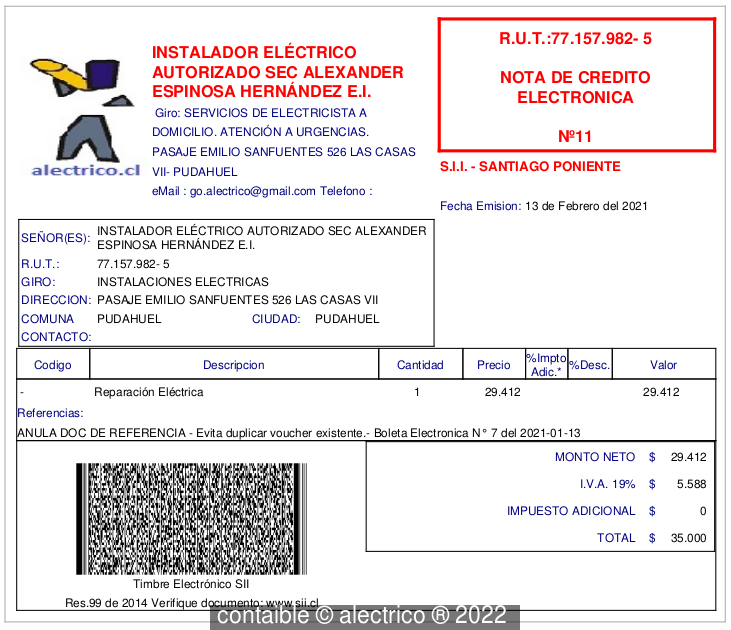 alectrico.cl
INSTALADOR ELÉCTRICO
AUTORIZADO SEC ALEXANDER
ESPINOSA HERNÁNDEZ E.I.
Giro: SERVICIOS DE ELECTRICISTA A
DOMICILIO. ATENCIÓN A URGENCIAS.
PASAJE EMILIO SANFUENTES 526 LAS CASAS
VII- PUDAHUEL
eMail : go.alectrico@gmail.com Telefono :
R.U.T.:77.157.982- 5
NOTA DE CREDITO
ELECTRONICA
Nº11
S.I.I. - SANTIAGO PONIENTE
Fecha Emision: 13 de Febrero del 2021
SEÑOR(ES): INSTALADOR ELÉCTRICO AUTORIZADO SEC ALEXANDER
ESPINOSA HERNÁNDEZ E.I.
R.U.T.: 77.157.982- 5
GIRO: INSTALACIONES ELECTRICAS
DIRECCION: PASAJE EMILIO SANFUENTES 526 LAS CASAS VII
COMUNA PUDAHUEL CIUDAD: PUDAHUEL
CONTACTO:
Codigo Descripcion Cantidad Precio %Impto Adic.* %Desc. Valor
- Reparación Eléctrica 1 29.412 29.412
Referencias:
ANULA DOC DE REFERENCIA - Evita duplicar voucher existente.- Boleta Electronica N° 7 del 2021-01-13
MONTO NETO $ 29.412
I.V.A. 19% $ 5.588
IMPUESTO ADICIONAL $ 0
TOTAL $ 35.000
Timbre Electrónico SII
Res.99 de 2014 Verifique documento: www.sii.cl
contaible © alectrico ® 2022